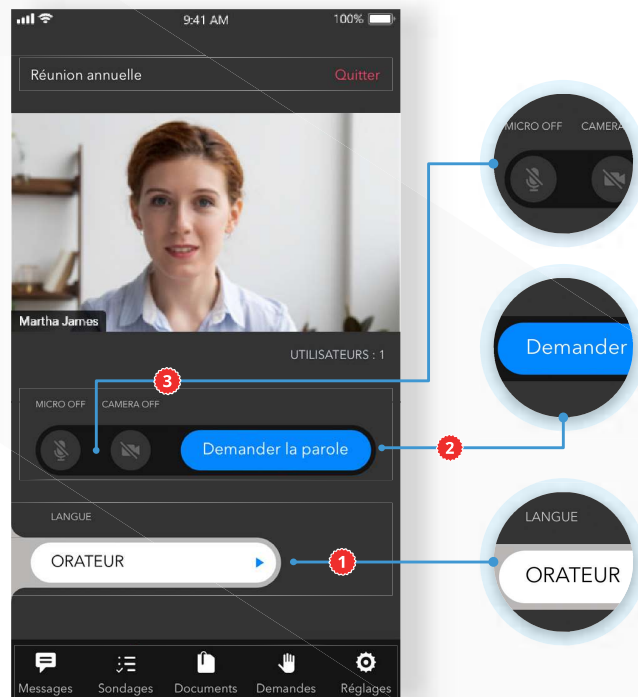 9:41 AM 100%
Réunion annuelle Quitter
Martha James
UTILISATEURS : 1
3
MICRO OFF CAMERA OFF
Demander la parole
2
LANGUE
ORATEUR
1
Messages Sondages Documents Demandes Réglages
MICRO OFF CAMERA
Demander
LANGUE
ORATEUR